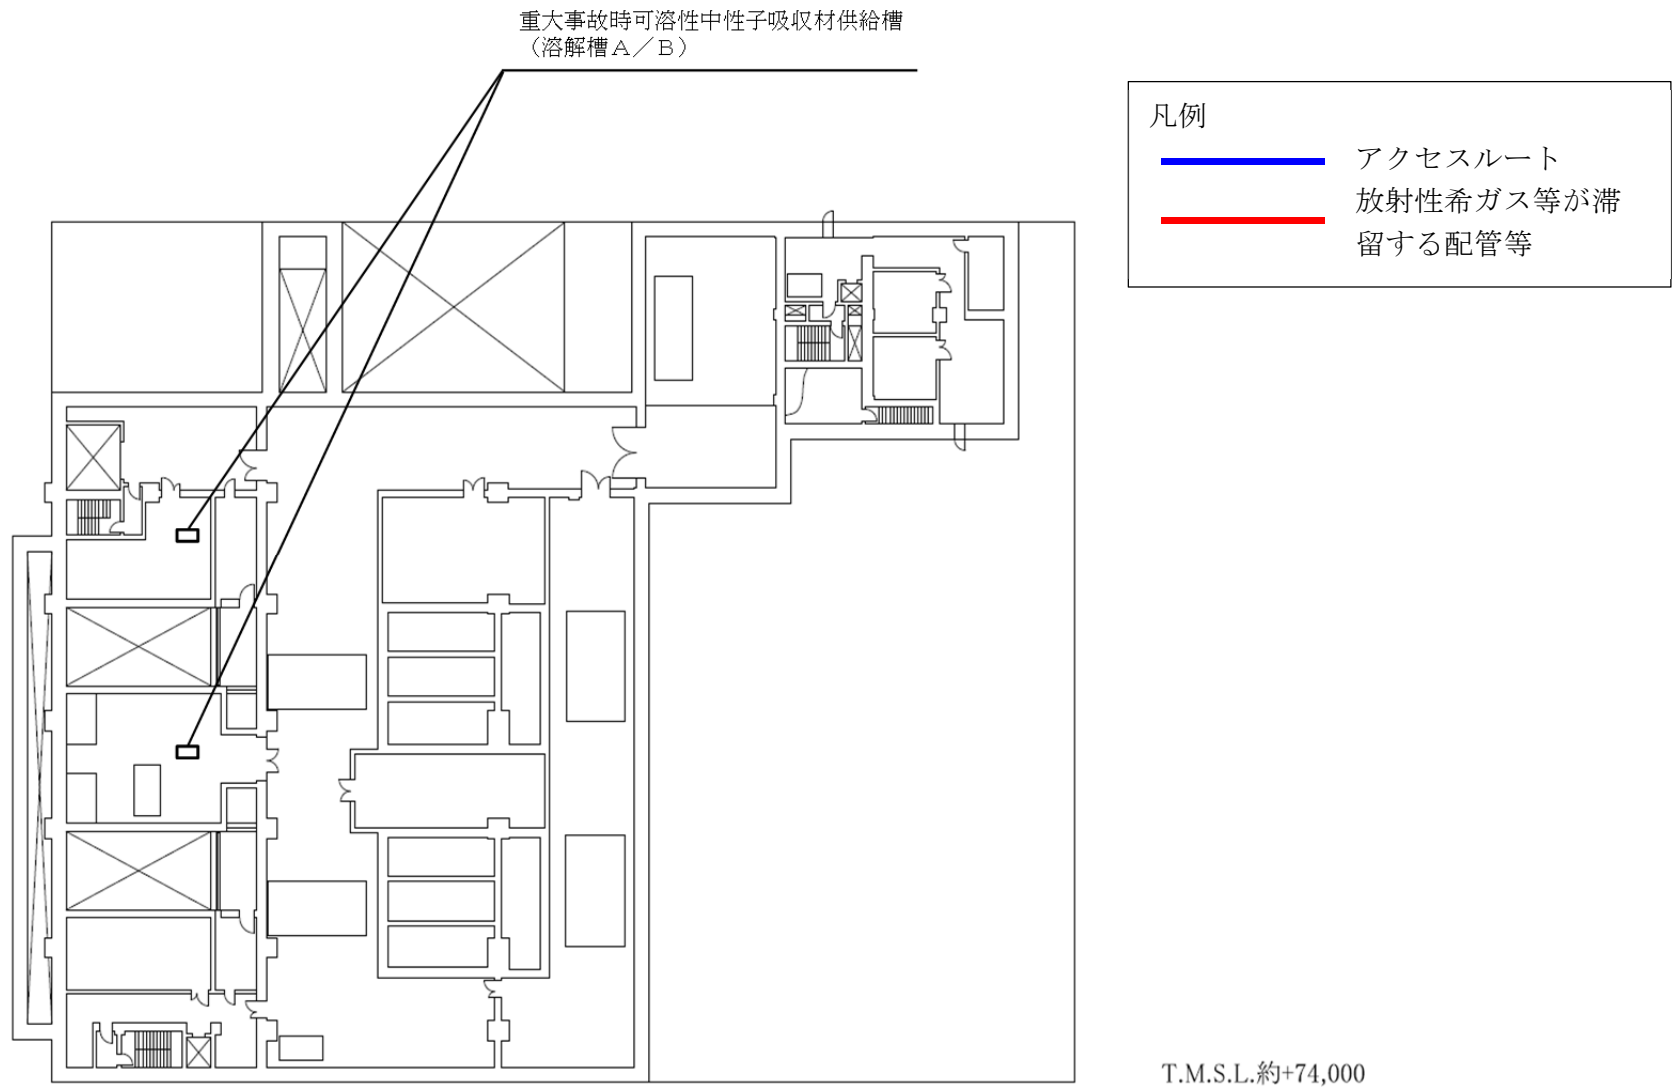 重大事故時可溶性中性子吸収材供給槽
（溶解槽Ａ／Ｂ）
凡例
アクセスルート
放射性希ガス等が滞
留する配管等
T.M.S.L.約+74,000